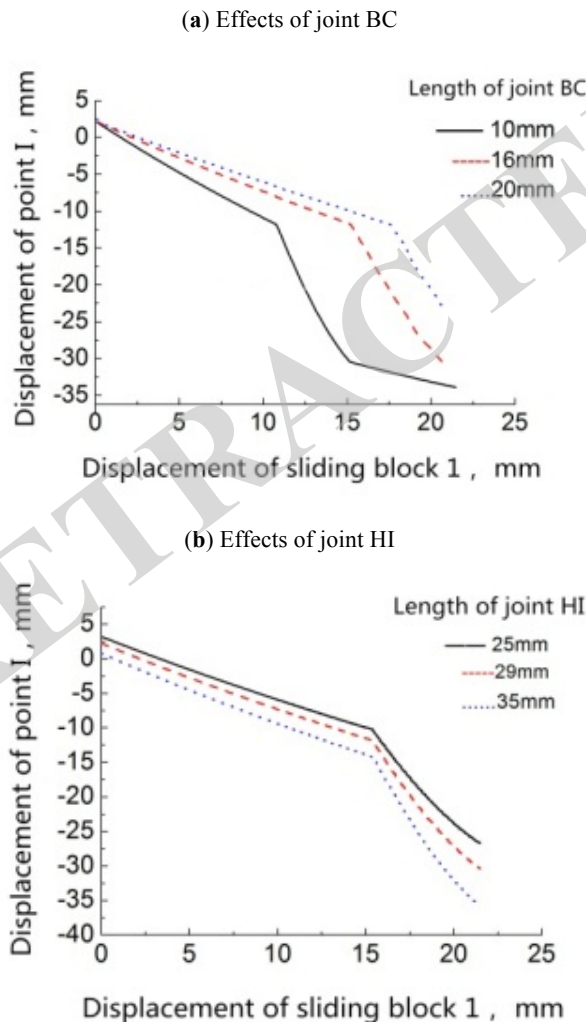 (a) Effects of joint BC
Length of joint BC
10mm
16mm
20mm
Displacement of point I , mm
5
0
-5
-10
-15
-20
-25
-30
-35
0 5 10 15 20 25
Displacement of sliding block 1 , mm
(b) Effects of joint HI
Length of joint HI
25mm
29mm
35mm
Displacement of point I , mm
5
0
-5
-10
-15
-20
-25
-30
-35
-40
0 5 10 15 20 25
Displacement of sliding block 1 , mm
RETRACTE